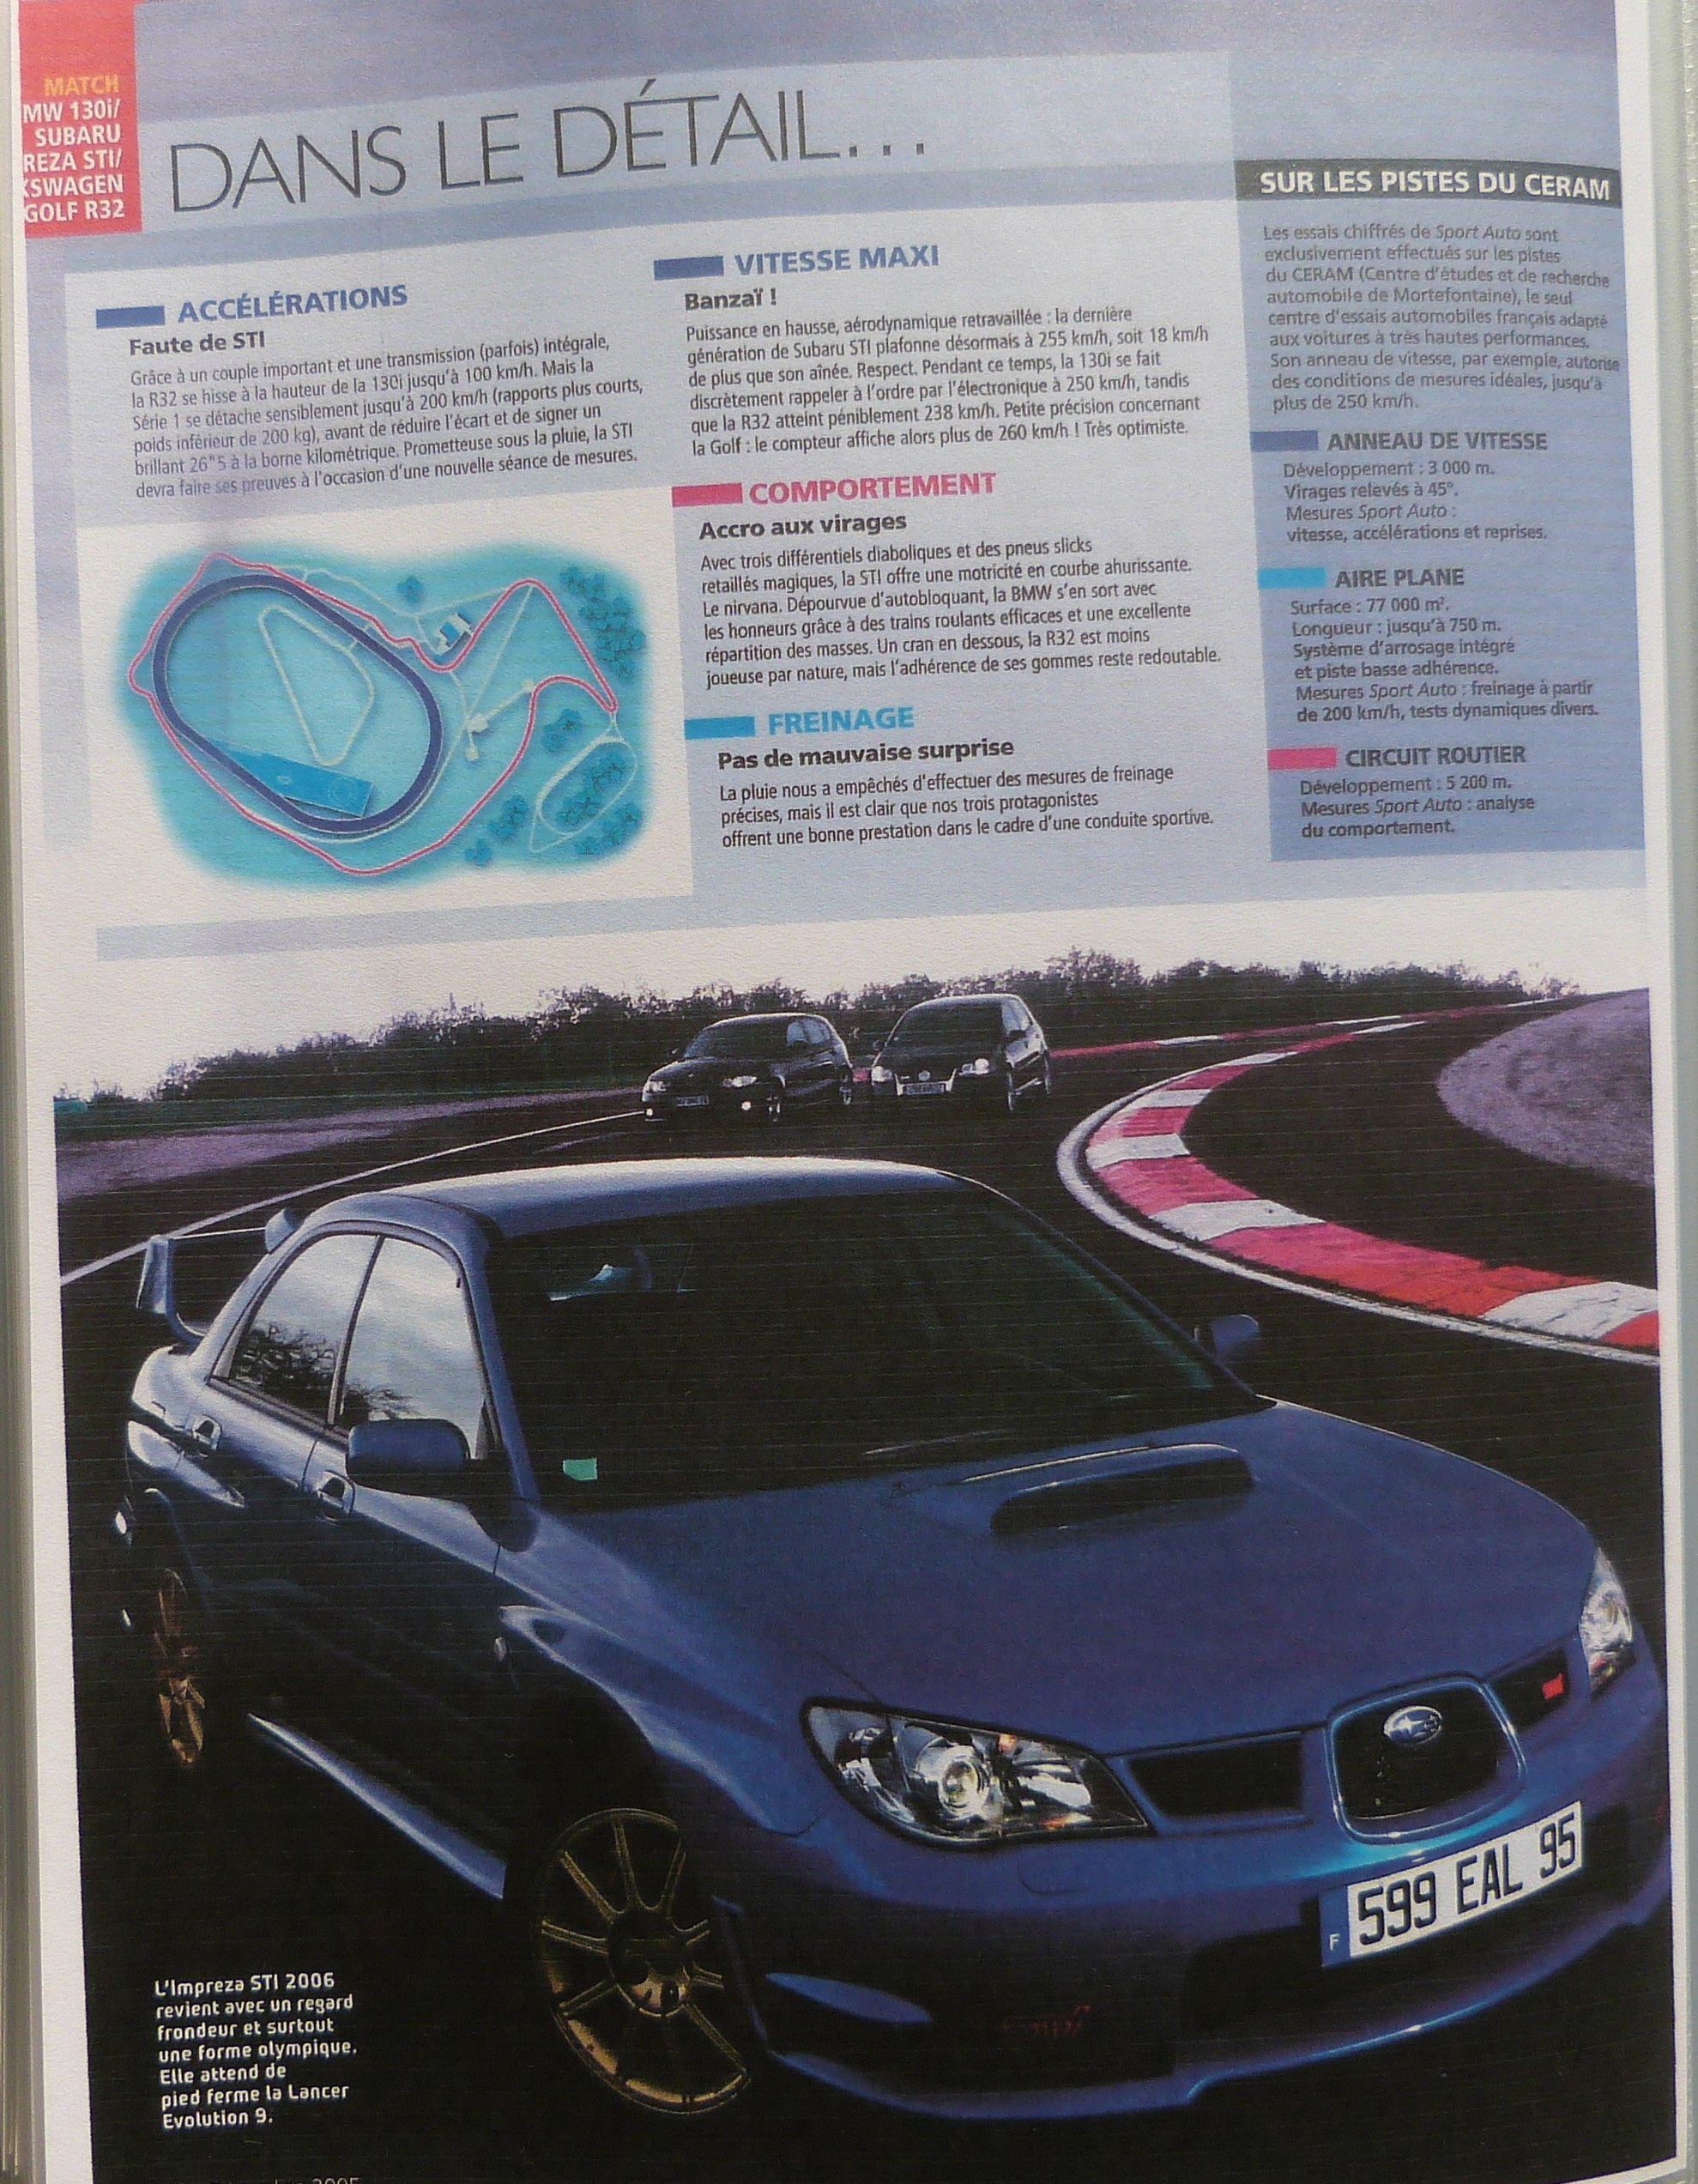 MATCH
MW 130i/
SUBARU
REZA STI/
KSWAGEN
GOLF R32
DANS LE DÉTAIL...
ACCÉLÉRATIONS
Faute de STI
Grâce à un couple important et une transmission (parfois) intégrale,
la R32 se hisse à la hauteur de la 130i jusqu'à 100 km/h. Mais la
Série 1 se détache sensiblement jusqu'à 200 km/h (rapports plus courts,
poids inférieur de 200 kg), avant de réduire l'écart et de signer un
brillant 26"5 à la borne kilométrique. Prometteuse sous la pluie, la STI
devra faire ses preuves à l'occasion d'une nouvelle séance de mesures.
VITESSE MAXI
Banzaï !
Puissance en hausse, aérodynamique retravaillée : la dernière
génération de Subaru STI plafonne désormais à 255 km/h, soit 18 km/h
de plus que son aînée. Respect. Pendant ce temps, la 130i se fait
discrètement rappeler à l'ordre par l'électronique à 250 km/h, tandis
que la R32 atteint péniblement 238 km/h. Petite précision concernant
la Golf : le compteur affiche alors plus de 260 km/h ! Très optimiste.
COMPORTEMENT
Accro aux virages
Avec trois différentiels diaboliques et des pneus slicks
retaillés magiques, la STI offre une motricité en courbe ahurissante.
Le nirvana. Dépourvue d'autobloquant, la BMW s'en sort avec
les honneurs grâce à des trains roulants efficaces et une excellente
répartition des masses. Un cran en dessous, la R32 est moins
joueuse par nature, mais l'adhérence de ses gommes reste redoutable.
FREINAGE
Pas de mauvaise surprise
La pluie nous a empêchés d'effectuer des mesures de freinage
précises, mais il est clair que nos trois protagonistes
offrent une bonne prestation dans le cadre d'une conduite sportive.
SUR LES PISTES DU CERAM
Les essais chiffrés de Sport Auto sont
exclusivement effectués sur les pistes
du CERAM (Centre d'études et de recherche
automobile de Mortefontaine), le seul
centre d'essais automobiles français adapté
aux voitures à très hautes performances.
Son anneau de vitesse, par exemple, autorise
des conditions de mesures idéales, jusqu'à
plus de 250 km/h.
ANNEAU DE VITESSE
Développement : 3 000 m.
Virages relevés à 45°.
Mesures Sport Auto :
vitesse, accélérations et reprises.
AIRE PLANE
Surface : 77 000 m².
Longueur : jusqu'à 750 m.
Système d'arrosage intégré
et piste basse adhérence.
Mesures Sport Auto : freinage à partir
de 200 km/h, tests dynamiques divers.
CIRCUIT ROUTIER
Développement : 5 200 m.
Mesures Sport Auto : analyse
du comportement.
F 599 EAL 95
STI
L'Impreza STI 2006
revient avec un regard
frondeur et surtout
une forme olympique.
Elle attend de
pied ferme la Lancer
Evolution 9.